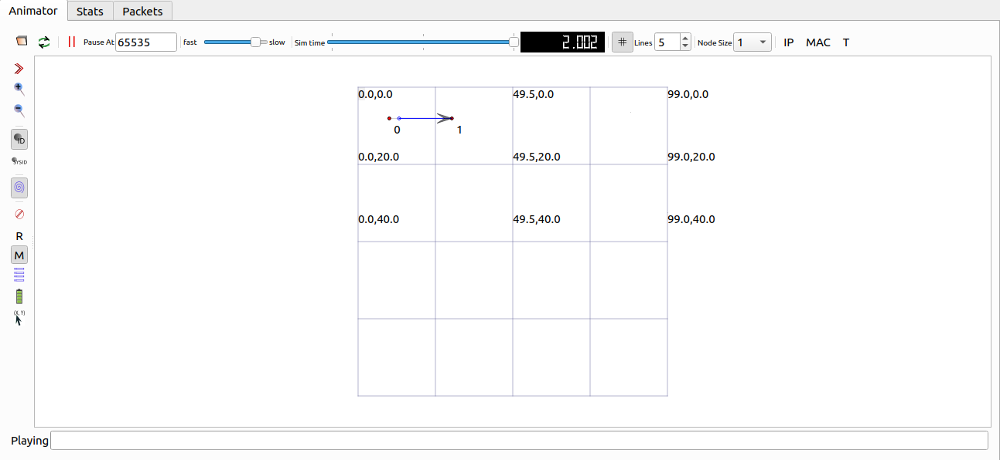 Animator Stats Packets
Pause At 65535 fast slow Sim time 2.002 # Lines 5 Node Size 1 IP MAC T
ID
SYSID
R
M
(X, Y)
0.0,0.0 49.5,0.0 99.0,0.0
0 1
0.0,20.0 49.5,20.0 99.0,20.0
0.0,40.0 49.5,40.0 99.0,40.0
Playing